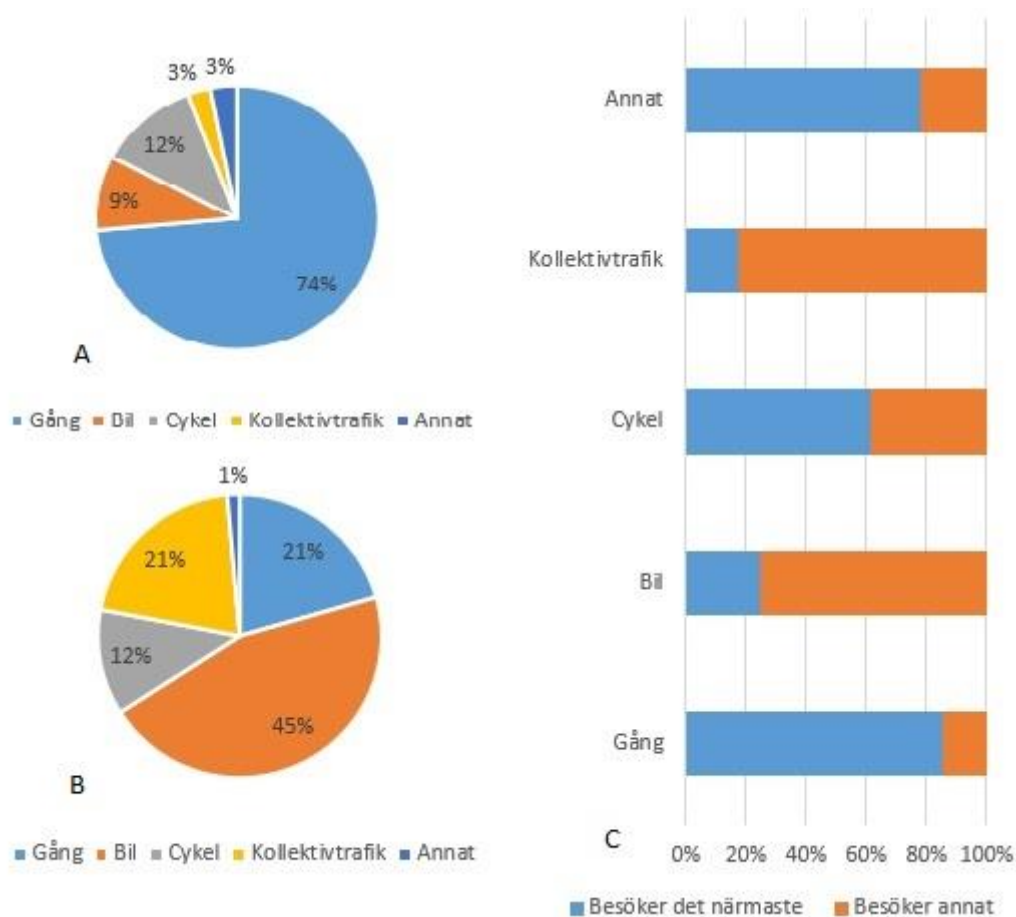 3% 3%
12%
9%
74%
A
Gång Bil Cykel Kollektivtrafik Annat
1%
21% 21%
12%
45%
B
Gång Bil Cykel Kollektivtrafik Annat
Annat
Kollektivtrafik
Cykel
Bil
Gång
C
0% 20% 40% 60% 80% 100%
Besöker det närmaste Besöker annat